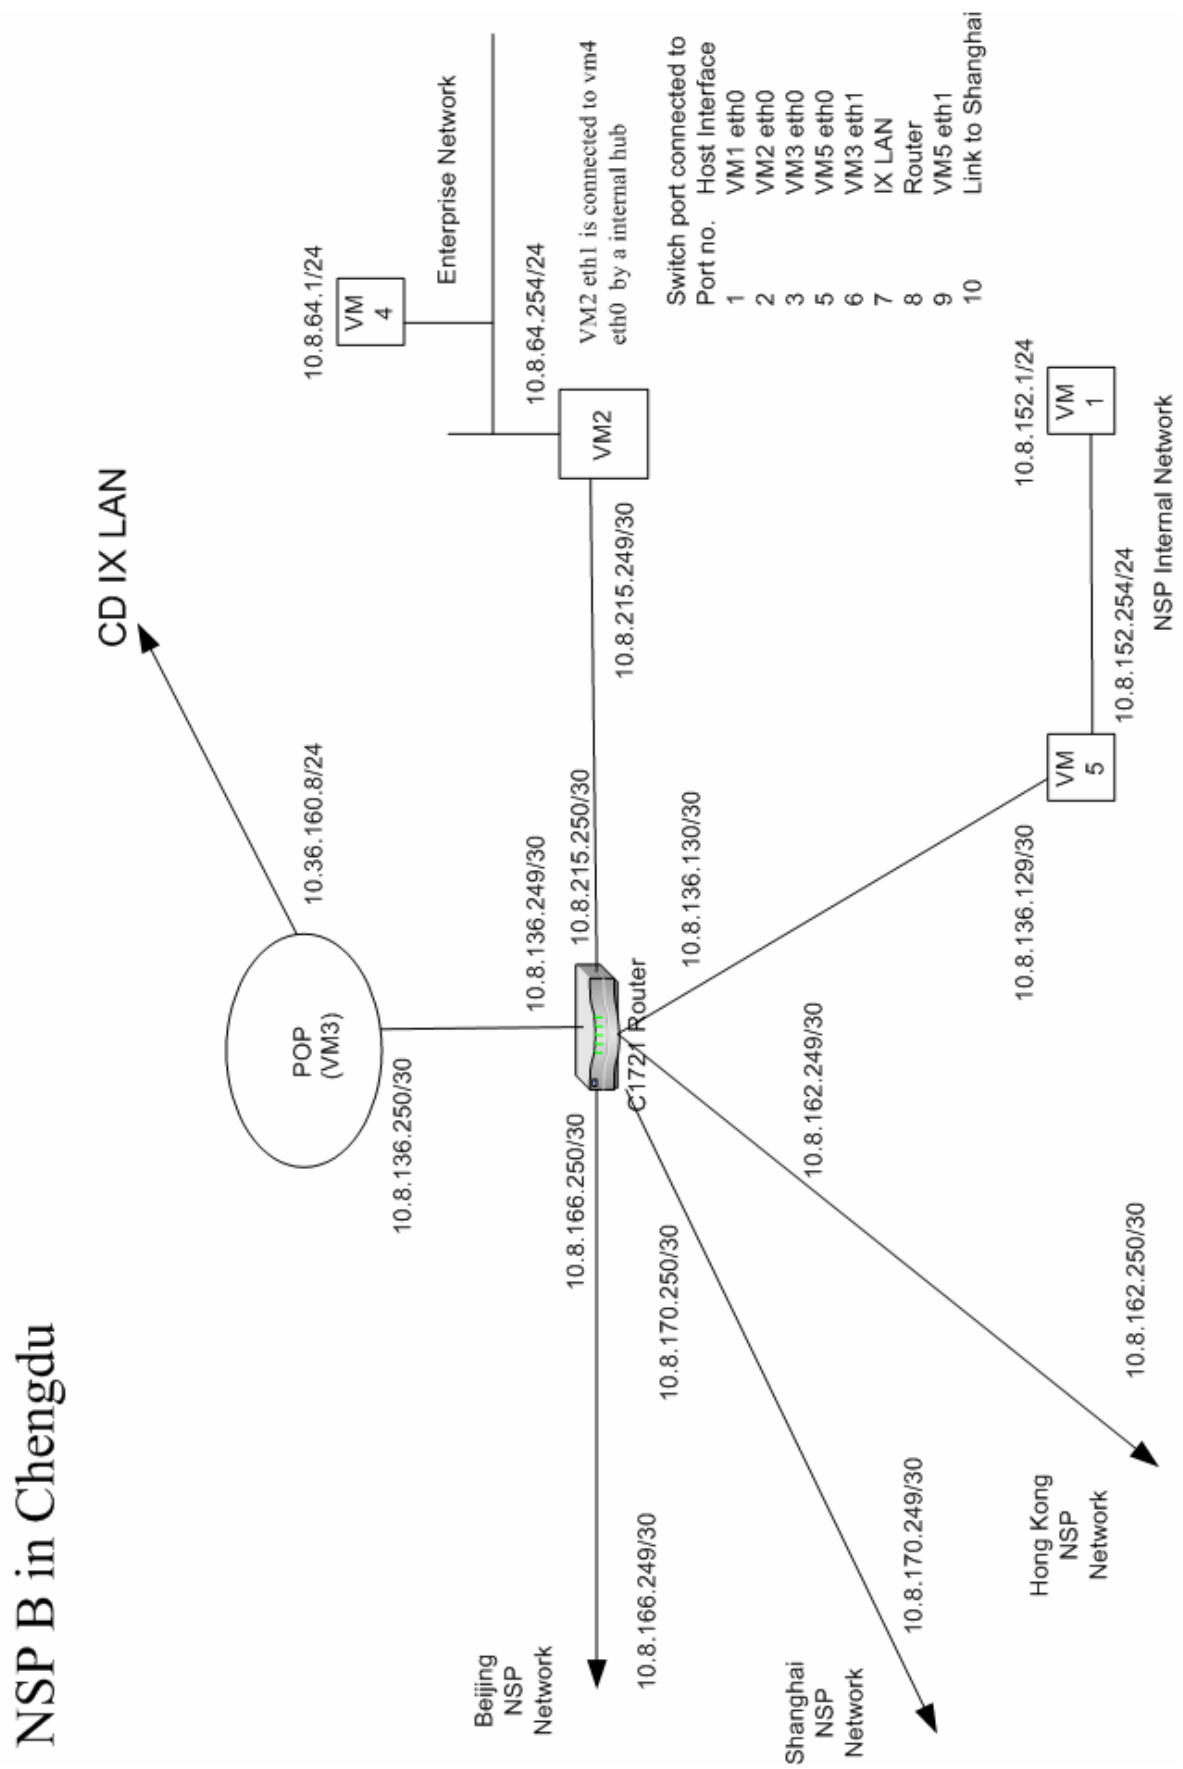 NSP B in Chengdu
CD IX LAN
10.36.160.8/24
POP
(VM3)
10.8.136.250/30
10.8.136.249/30
10.8.64.1/24
VM
4
Enterprise Network
10.8.64.254/24
VM2
VM2 eth1 is connected to vm4
eth0 by a internal hub
10.8.215.249/30
10.8.215.250/30
C1721 Router
10.8.166.250/30
Beijing
NSP
Network
10.8.166.249/30
10.8.170.250/30
Shanghai
NSP
Network
10.8.170.249/30
10.8.162.249/30
Hong Kong
NSP
Network
10.8.162.250/30
10.8.136.130/30
10.8.136.129/30
VM
5
10.8.152.254/24
10.8.152.1/24
VM
1
NSP Internal Network
Switch port connected to
Port no. Host Interface
1 VM1 eth0
2 VM2 eth0
3 VM3 eth0
5 VM5 eth0
6 VM3 eth1
7 IX LAN
8 Router
9 VM5 eth1
10 Link to Shanghai